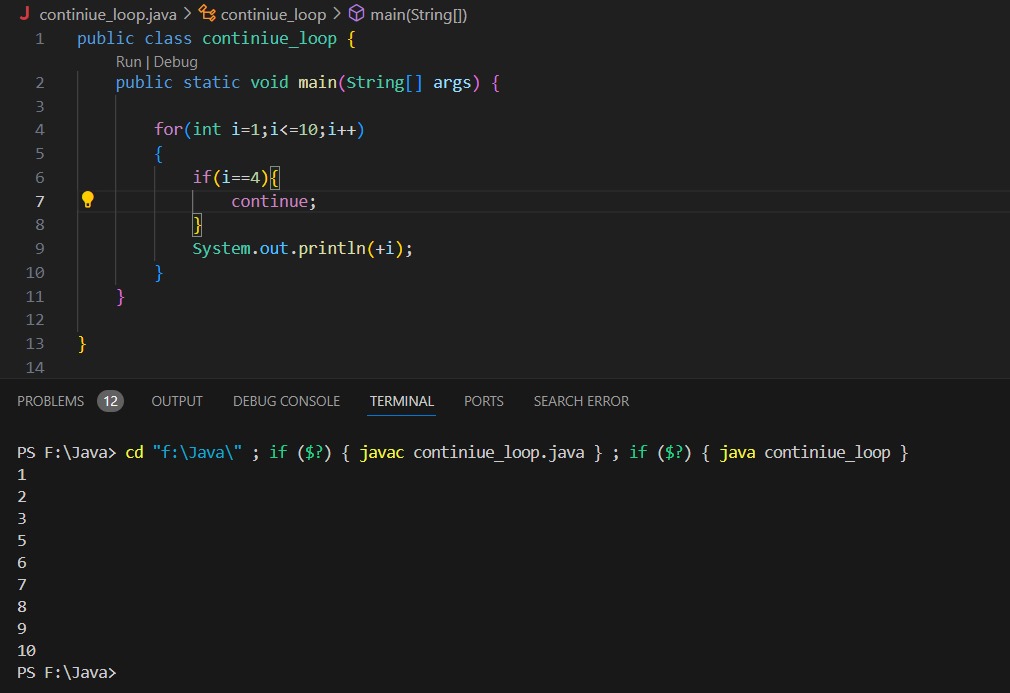 J continiue_loop.java > continiue_loop > main(String[])
1 public class continiue_loop {
Run | Debug
2 public static void main(String[] args) {
3
4 for(int i=1;i<=10;i++)
5 {
6 if(i==4){
7 continue;
8 }
9 System.out.println(+i);
10 }
11 }
12
13 }
14
PROBLEMS 12 OUTPUT DEBUG CONSOLE TERMINAL PORTS SEARCH ERROR
PS F:\Java> cd "f:\Java\" ; if ($?) { javac continiue_loop.java } ; if ($?) { java continiue_loop }
1
2
3
5
6
7
8
9
10
PS F:\Java>